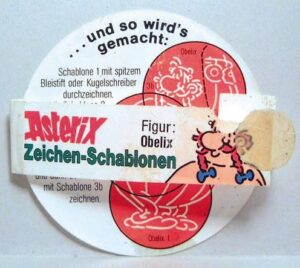 ...und so wird's
gemacht:
Obelix
Schablone 1 mit spitzem
Bleistift oder Kugelschreiber
durchzeichnen.
3b
Asterix
Figur:
Obelix
Zeichen-Schablonen
mit Schablone 3b
zeichnen.
Obelix 1